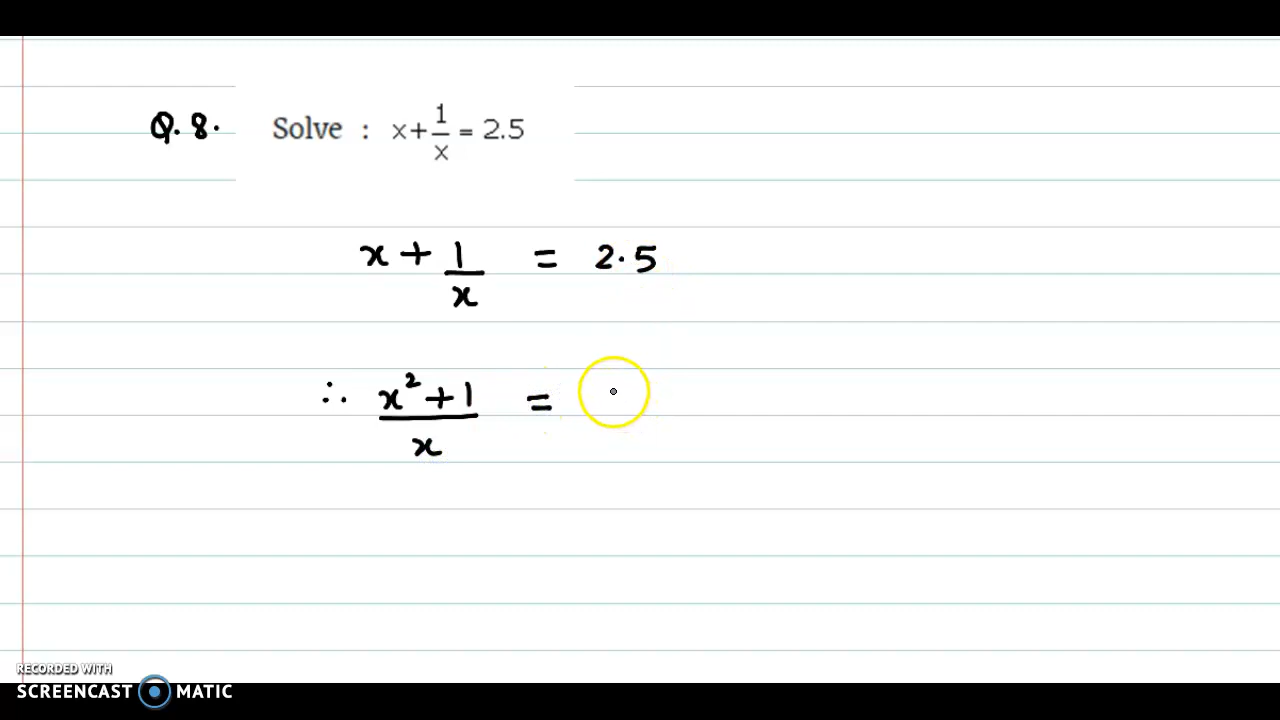 Q. 8. Solve : x + 1/x = 2.5
x + 1/x = 2.5
∴ (x² + 1)/x =
RECORDED WITH
SCREENCAST MATIC